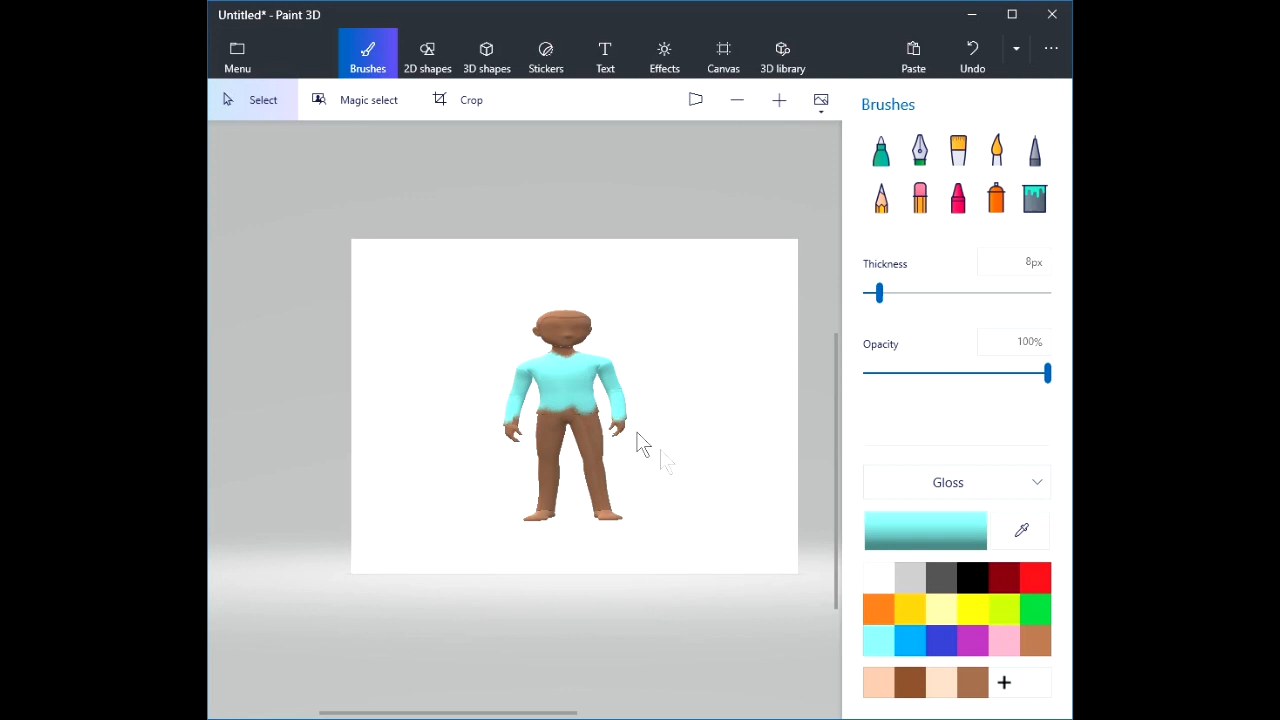 Untitled* - Paint 3D
Menu
Brushes
2D shapes
3D shapes
Stickers
Text
Effects
Canvas
3D library
Paste
Undo
Select
Magic select
Crop
Brushes
Thickness
8px
Opacity
100%
Gloss